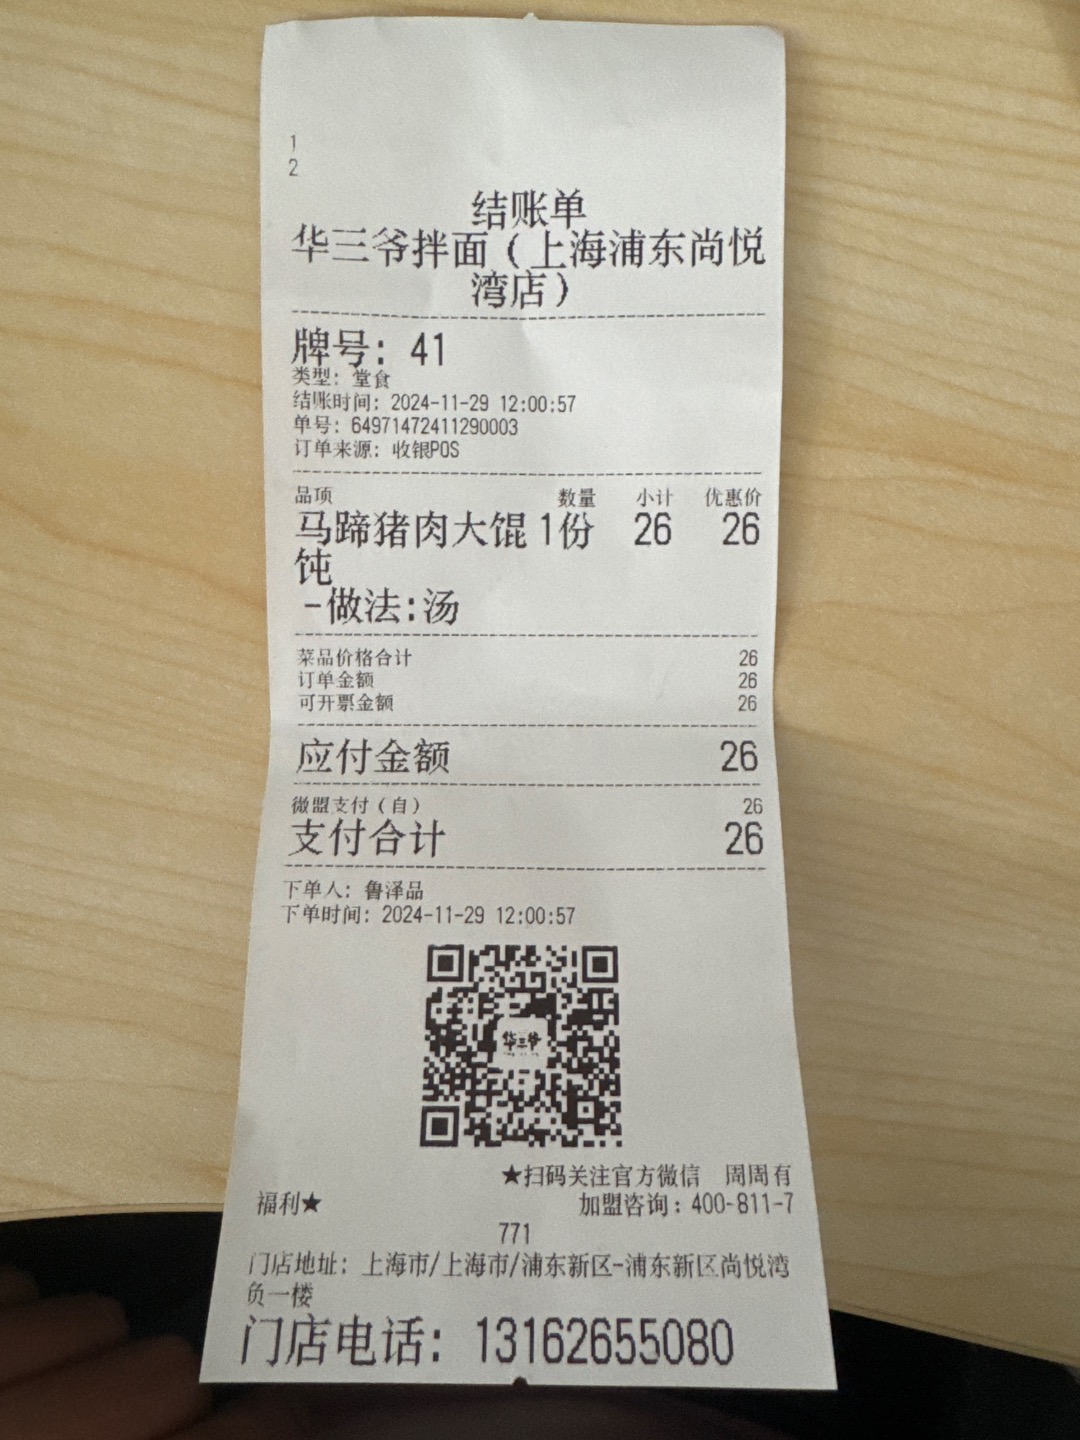 1
2
结账单
华三爷拌面（上海浦东尚悦
湾店）
牌号：41
类型：堂食
结账时间：2024-11-29 12:00:57
单号：64971472411290003
订单来源：收银POS
品项 数量 小计 优惠价
马蹄猪肉大馄 1份 26 26
饨
-做法:汤
菜品价格合计 26
订单金额 26
可开票金额 26
应付金额 26
微盟支付（自） 26
支付合计 26
下单人：鲁泽品
下单时间：2024-11-29 12:00:57
华三爷
★扫码关注官方微信 周周有
福利★ 加盟咨询：400-811-7
771
门店地址：上海市/上海市/浦东新区-浦东新区尚悦湾
负一楼
门店电话：13162655080